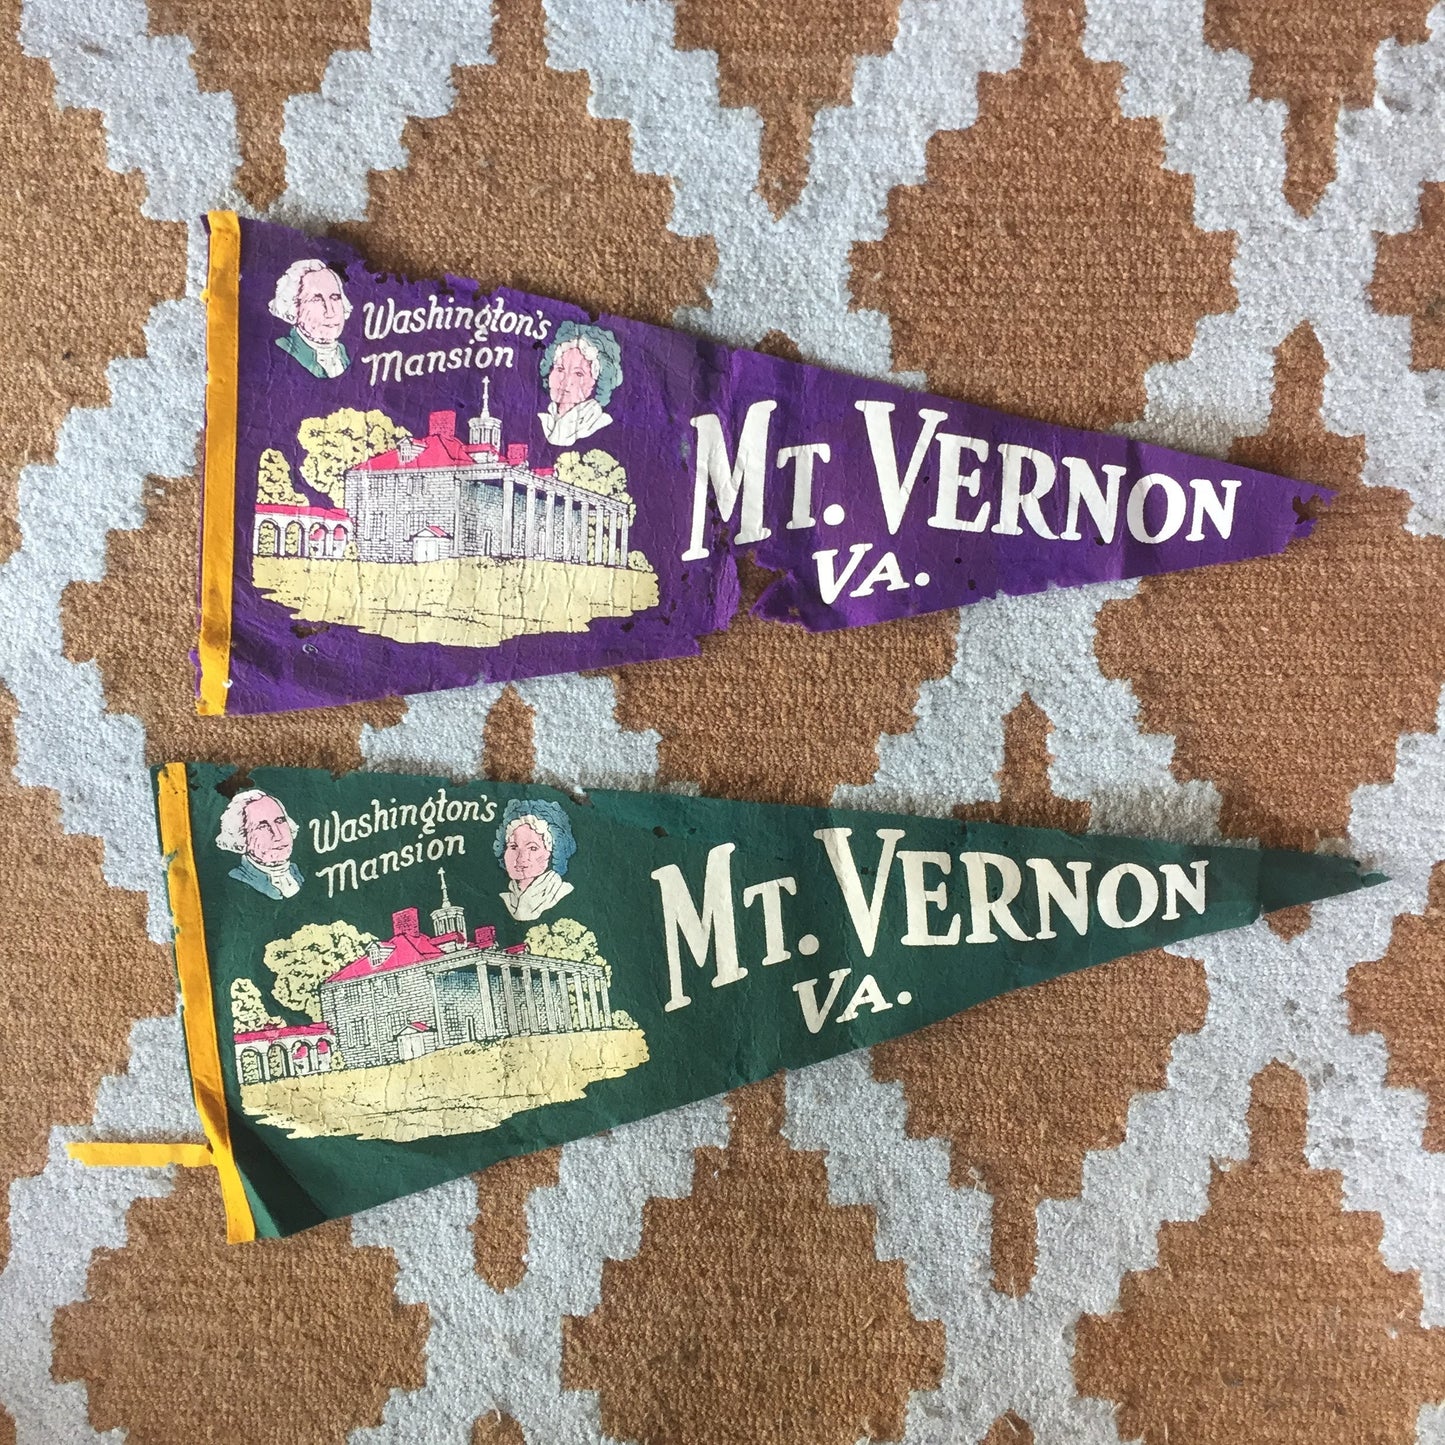 Washington's
Mansion
MT. VERNON
VA.
Washington's
Mansion
MT. VERNON
VA.